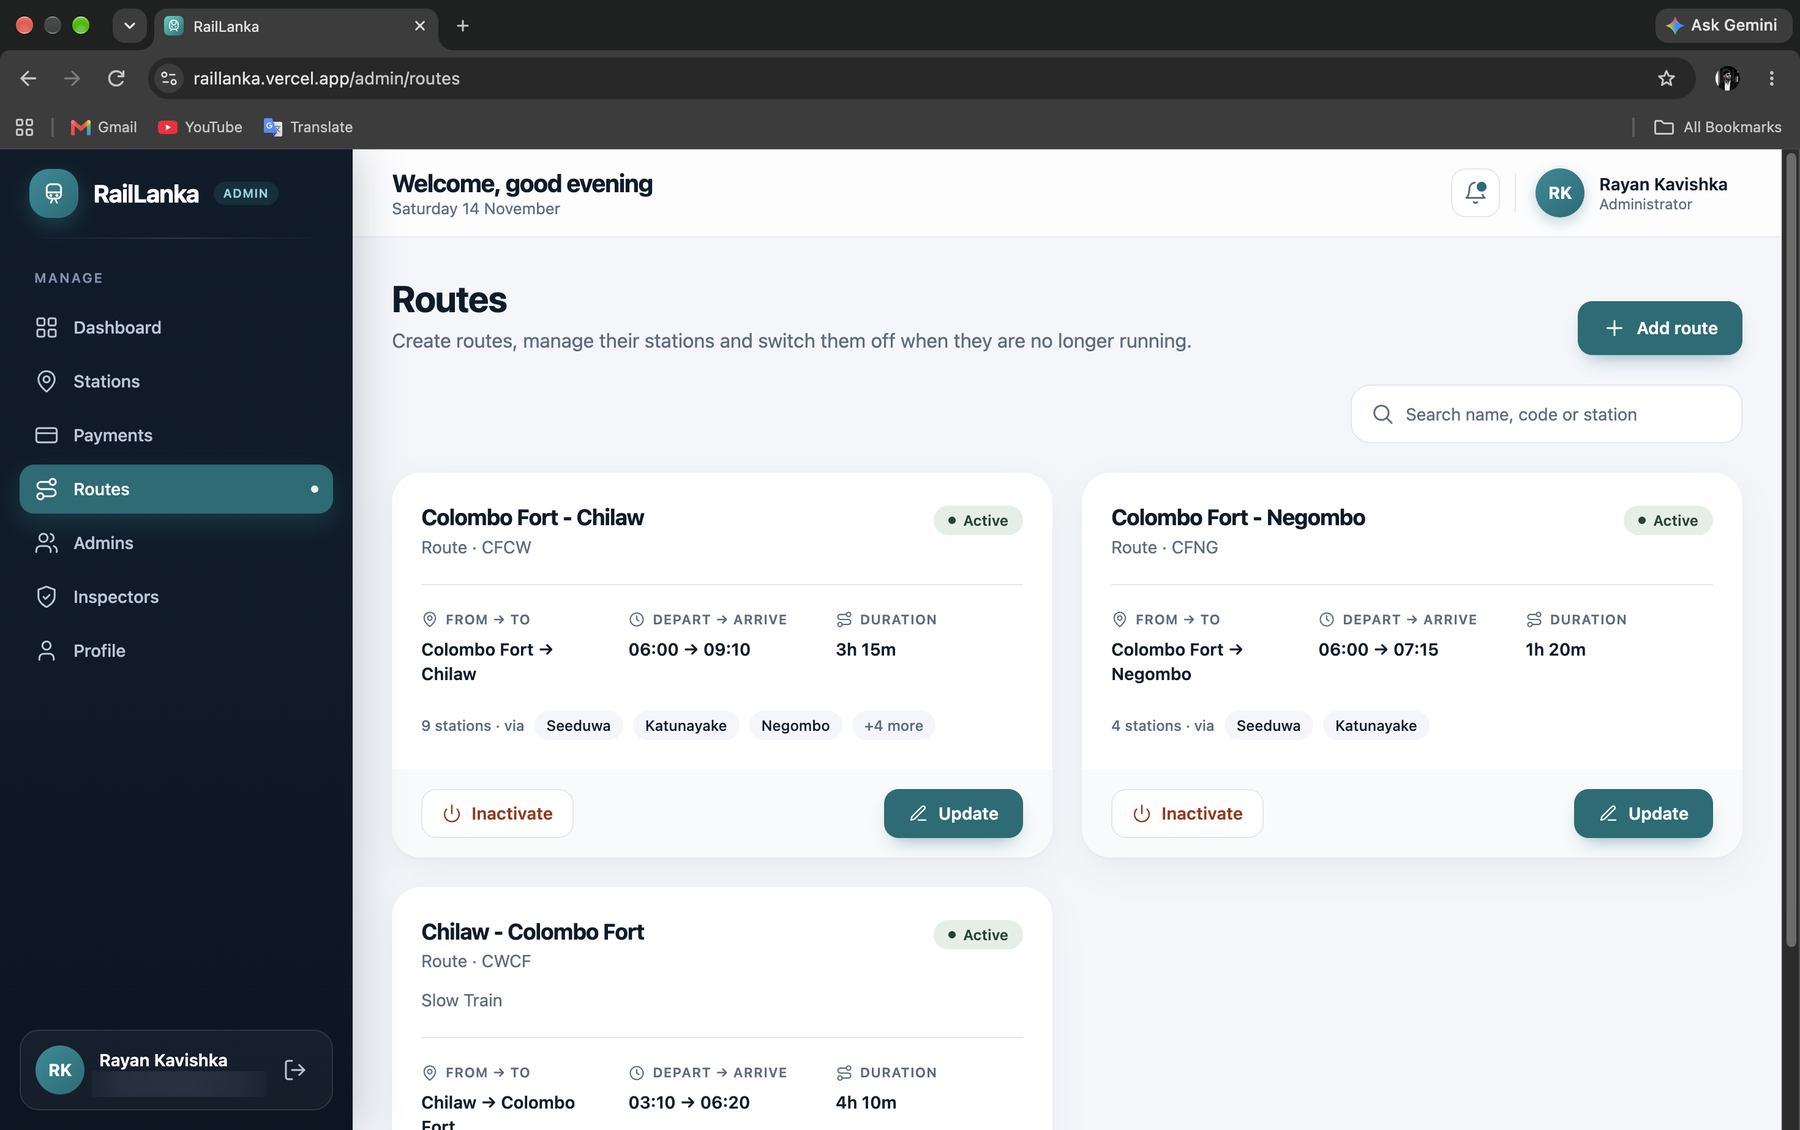 RailLanka
Ask Gemini
raillanka.vercel.app/admin/routes
Gmail
YouTube
Translate
All Bookmarks
RailLanka ADMIN
MANAGE
Dashboard
Stations
Payments
Routes
Admins
Inspectors
Profile
RK
Rayan Kavishka
Welcome, good evening
Saturday 14 November
RK
Rayan Kavishka
Administrator
Routes
Create routes, manage their stations and switch them off when they are no longer running.
+ Add route
Search name, code or station
Colombo Fort - Chilaw
Active
Route · CFCW
FROM → TO
Colombo Fort →
Chilaw
DEPART → ARRIVE
06:00 → 09:10
DURATION
3h 15m
9 stations · via Seeduwa Katunayake Negombo +4 more
Inactivate
Update
Colombo Fort - Negombo
Active
Route · CFNG
FROM → TO
Colombo Fort →
Negombo
DEPART → ARRIVE
06:00 → 07:15
DURATION
1h 20m
4 stations · via Seeduwa Katunayake
Inactivate
Update
Chilaw - Colombo Fort
Active
Route · CWCF
Slow Train
FROM → TO
Chilaw → Colombo
Fort
DEPART → ARRIVE
03:10 → 06:20
DURATION
4h 10m